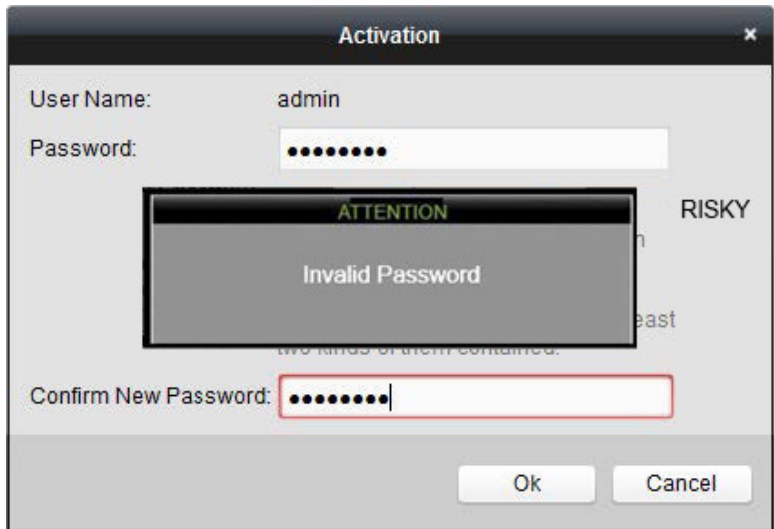 Activation ×
User Name: admin
Password: ••••••••
ATTENTION
RISKY
Invalid Password
east
two kinds of them contained.
Confirm New Password: ••••••••
Ok Cancel